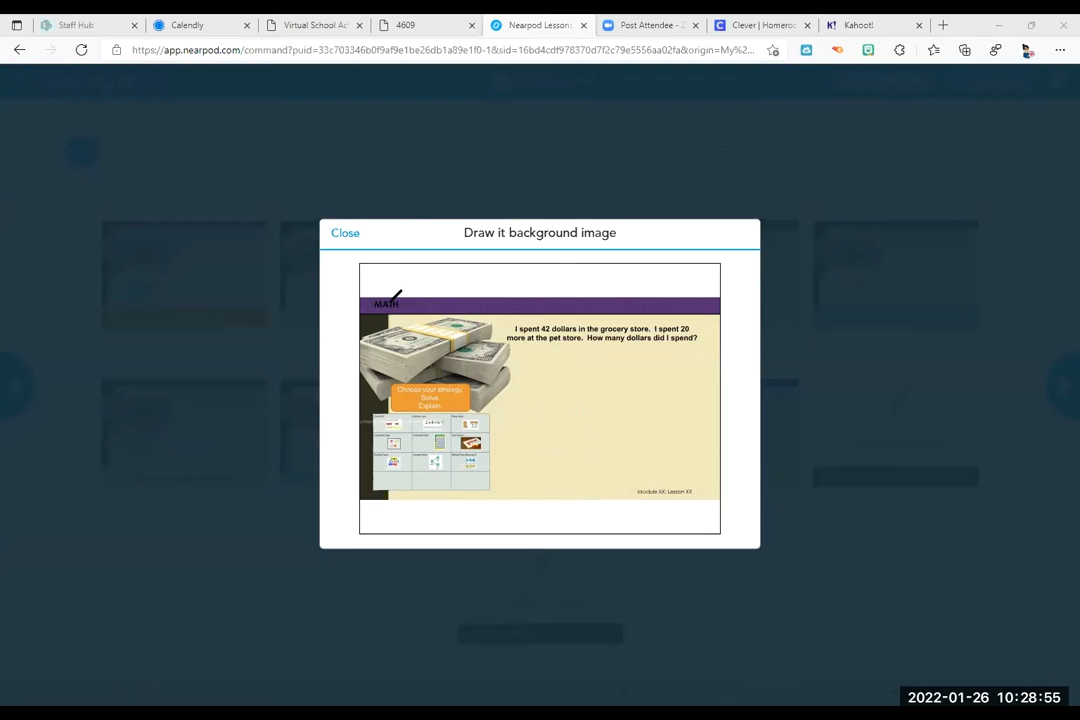 Staff Hub
Calendly
Virtual School Ac
4609
Nearpod Lessons
Post Attendee - Z
Clever | Homeroo
Kahoot!
https://app.nearpod.com/command?puid=33c703346b0f9af9e1be26db1a89e1f0-1&sid=16bd4cdf978370d7f2c79e5556aa02fa&origin=My%2...
Close
Draw it background image
MATH
I spent 42 dollars in the grocery store. I spent 20
more at the pet store. How many dollars did I spend?
Choose your strategy.
Solve.
Explain.
Module XX: Lesson XX
2022-01-26 10:28:55